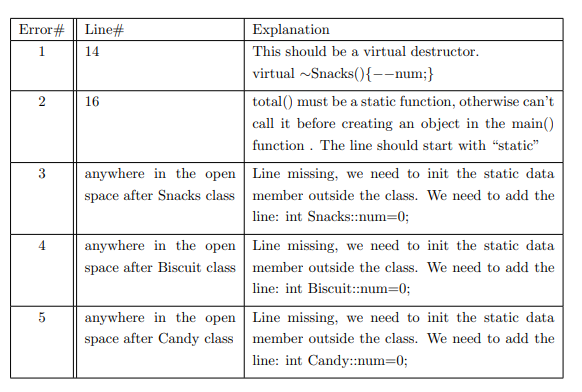 Error# Line# Explanation
1 14 This should be a virtual destructor.
virtual ~Snacks(){--num;}
2 16 total() must be a static function, otherwise can't
call it before creating an object in the main()
function . The line should start with “static”
3 anywhere in the open Line missing, we need to init the static data
space after Snacks class member outside the class. We need to add the
line: int Snacks::num=0;
4 anywhere in the open Line missing, we need to init the static data
space after Biscuit class member outside the class. We need to add the
line: int Biscuit::num=0;
5 anywhere in the open Line missing, we need to init the static data
space after Candy class member outside the class. We need to add the
line: int Candy::num=0;